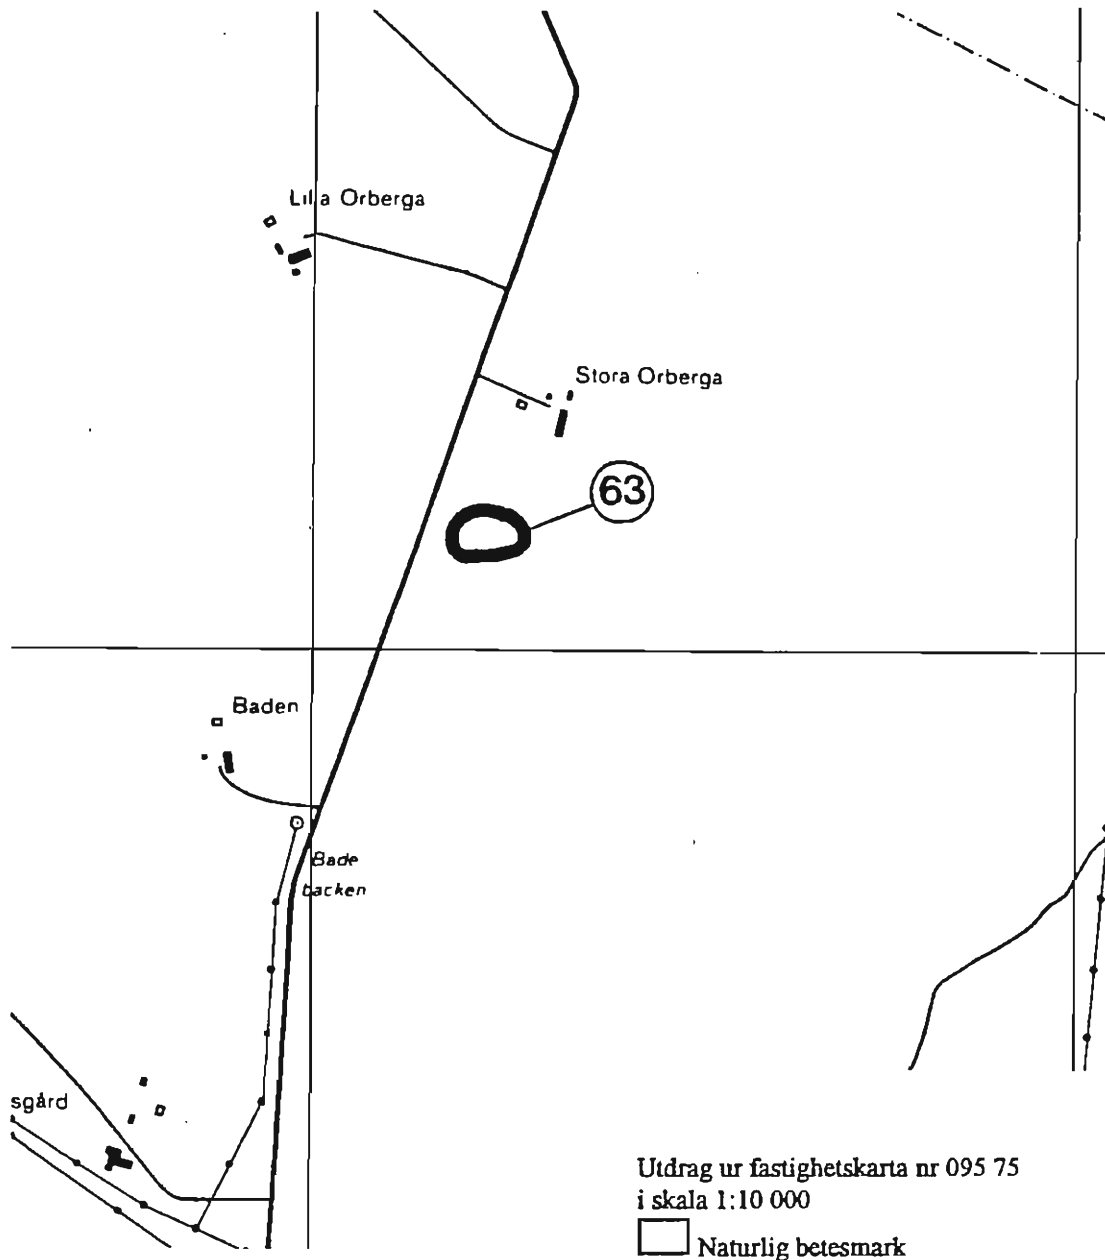 Lilla Orberga
Stora Orberga
63
Baden
Bade
backen
sgård
Utdrag ur fastighetskarta nr 095 75
i skala 1:10 000
Naturlig betesmark